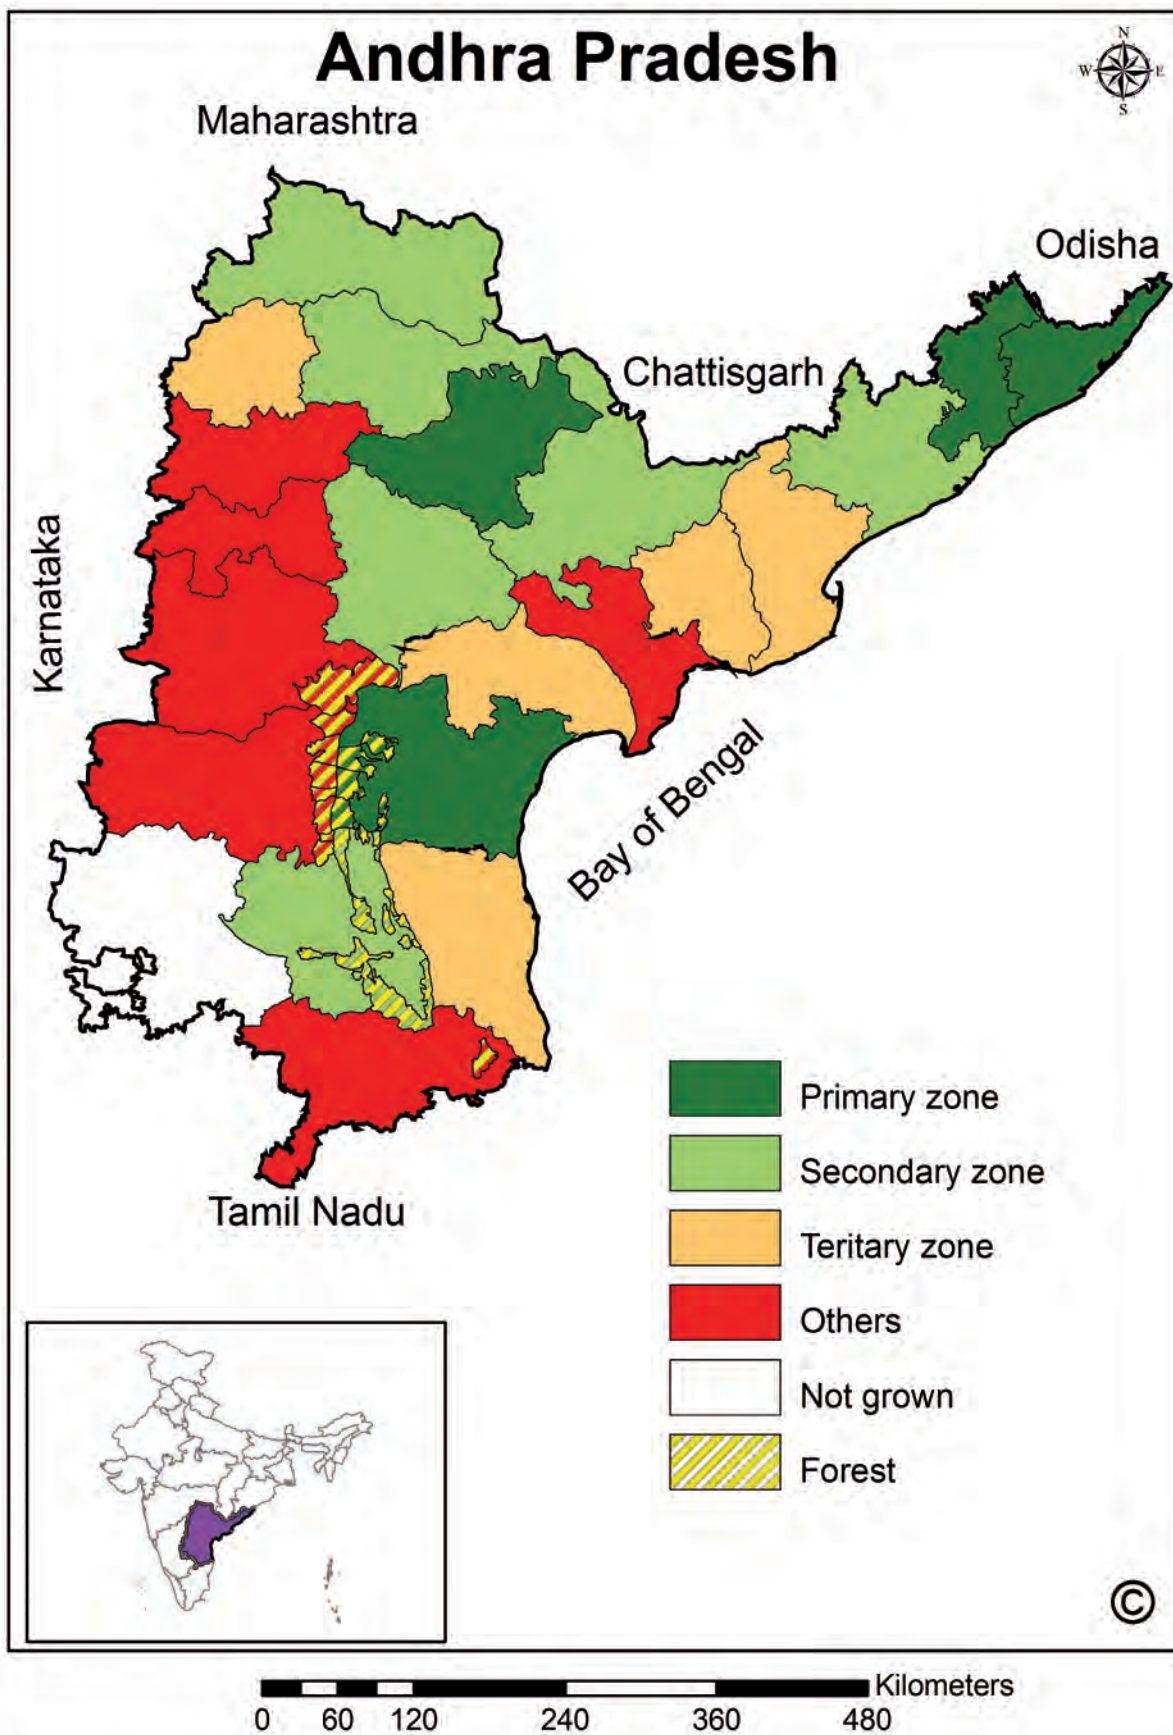 Andhra Pradesh
N
W
E
S
Maharashtra
Odisha
Chattisgarh
Karnataka
Bay of Bengal
Primary zone
Secondary zone
Teritary zone
Others
Not grown
Forest
Tamil Nadu
©
Kilometers
0 60 120 240 360 480